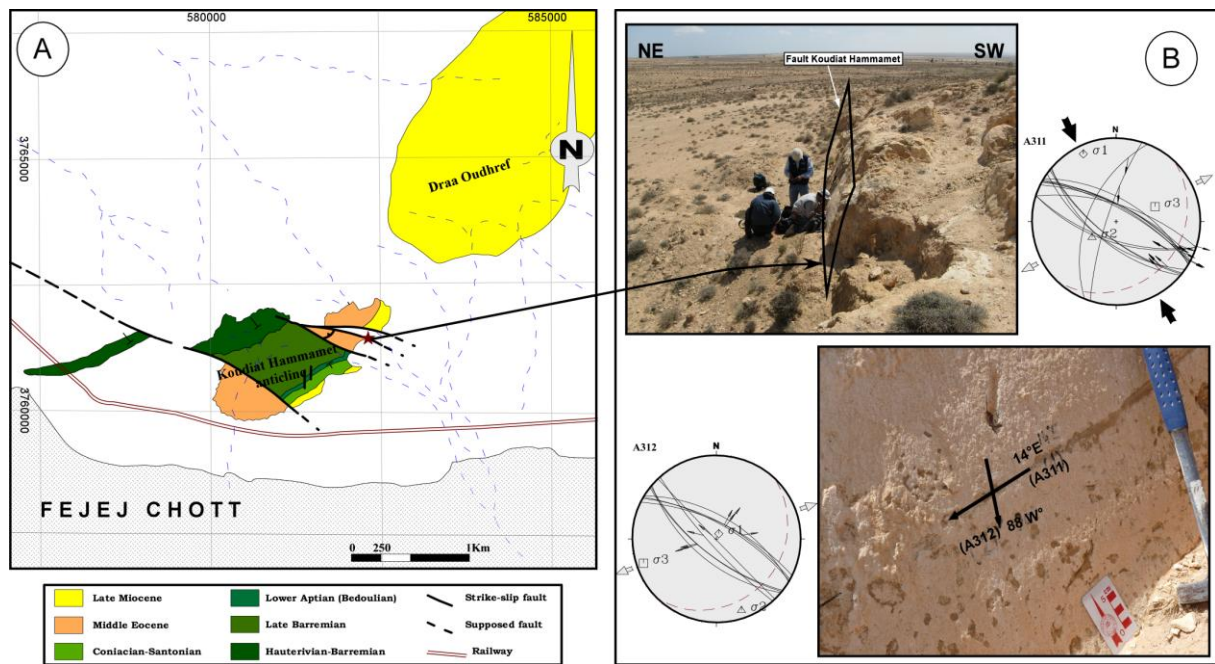 A
580000
585000
3765000
3760000
N
Draa Oudhref
Koudiat Hammamet
anticline
FEJEJ CHOTT
0 250 1Km
Late Miocene
Middle Eocene
Coniacian-Santonian
Lower Aptian (Bedoulian)
Late Barremian
Hauterivian-Barremian
Strike-slip fault
Supposed fault
Railway
B
NE
SW
Fault Koudiat Hammamet
A311
N
σ1
σ3
σ2
A312
N
σ1
σ3
σ2
14°E
(A311)
(A312) 88 W°